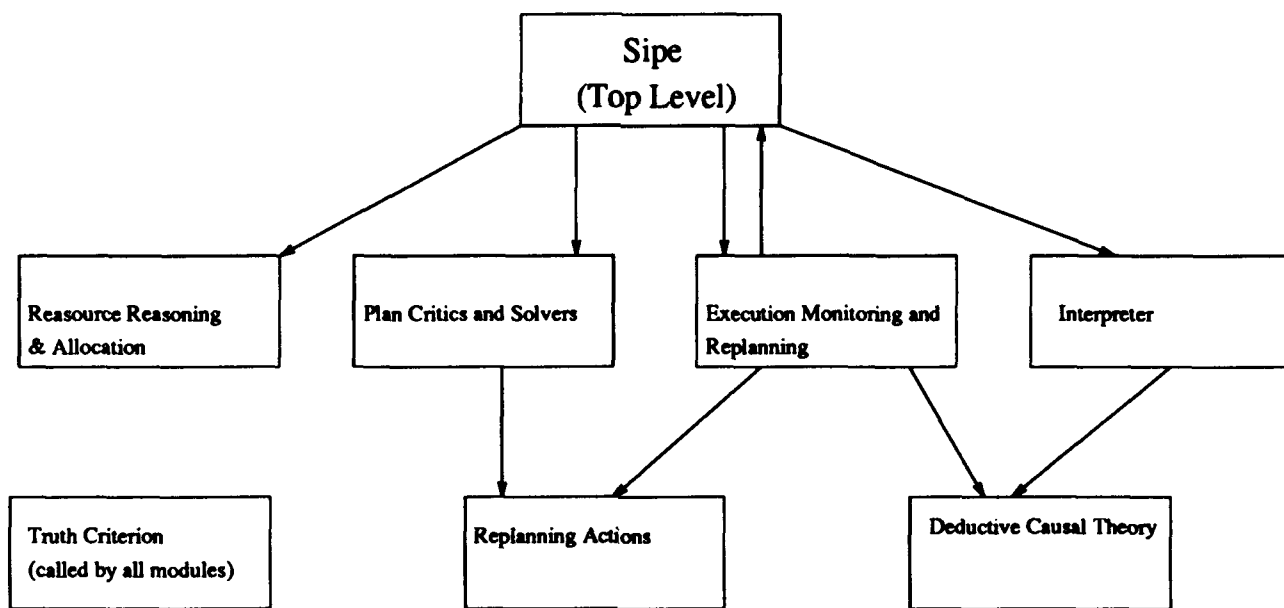 Sipe
(Top Level)
Reasource Reasoning
& Allocation
Plan Critics and Solvers
Execution Monitoring and
Replanning
Interpreter
Truth Criterion
(called by all modules)
Replanning Actions
Deductive Causal Theory